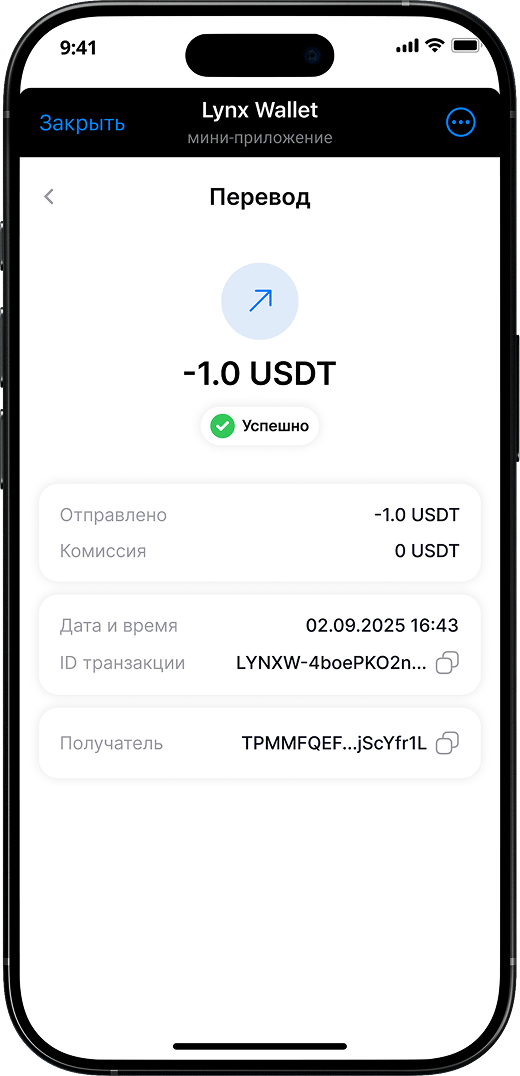 9:41
Закрыть
Lynx Wallet
мини-приложение
Перевод
-1.0 USDT
Успешно
Отправлено -1.0 USDT
Комиссия 0 USDT
Дата и время 02.09.2025 16:43
ID транзакции LYNXW-4boePKO2n...
Получатель TPMMFQEF...jScYfr1L